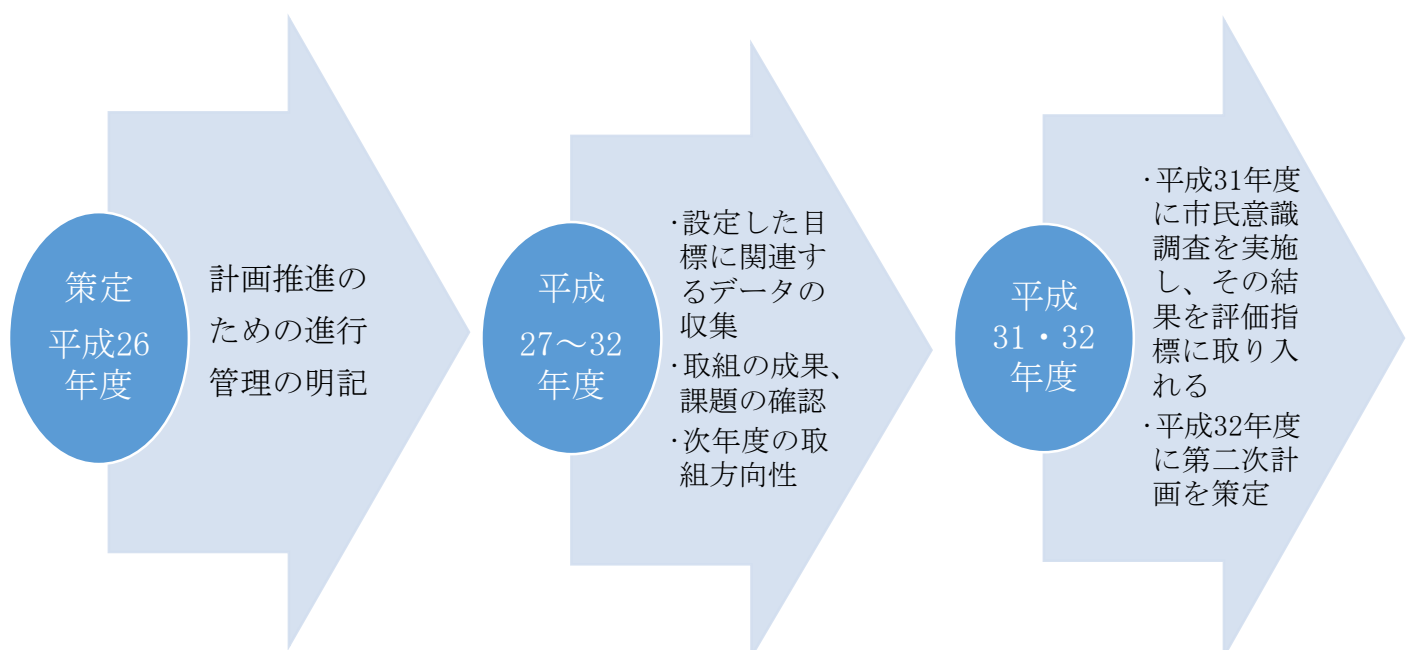 策定
平成26
年度
計画推進の
ための進行
管理の明記
平成
27～32
年度
・設定した目
標に関連す
るデータの
収集
・取組の成果、
課題の確認
・次年度の取
組方向性
平成
31・32
年度
・平成31年度
に市民意識
調査を実施
し、その結
果を評価指
標に取り入
れる
・平成32年度
に第二次計
画を策定